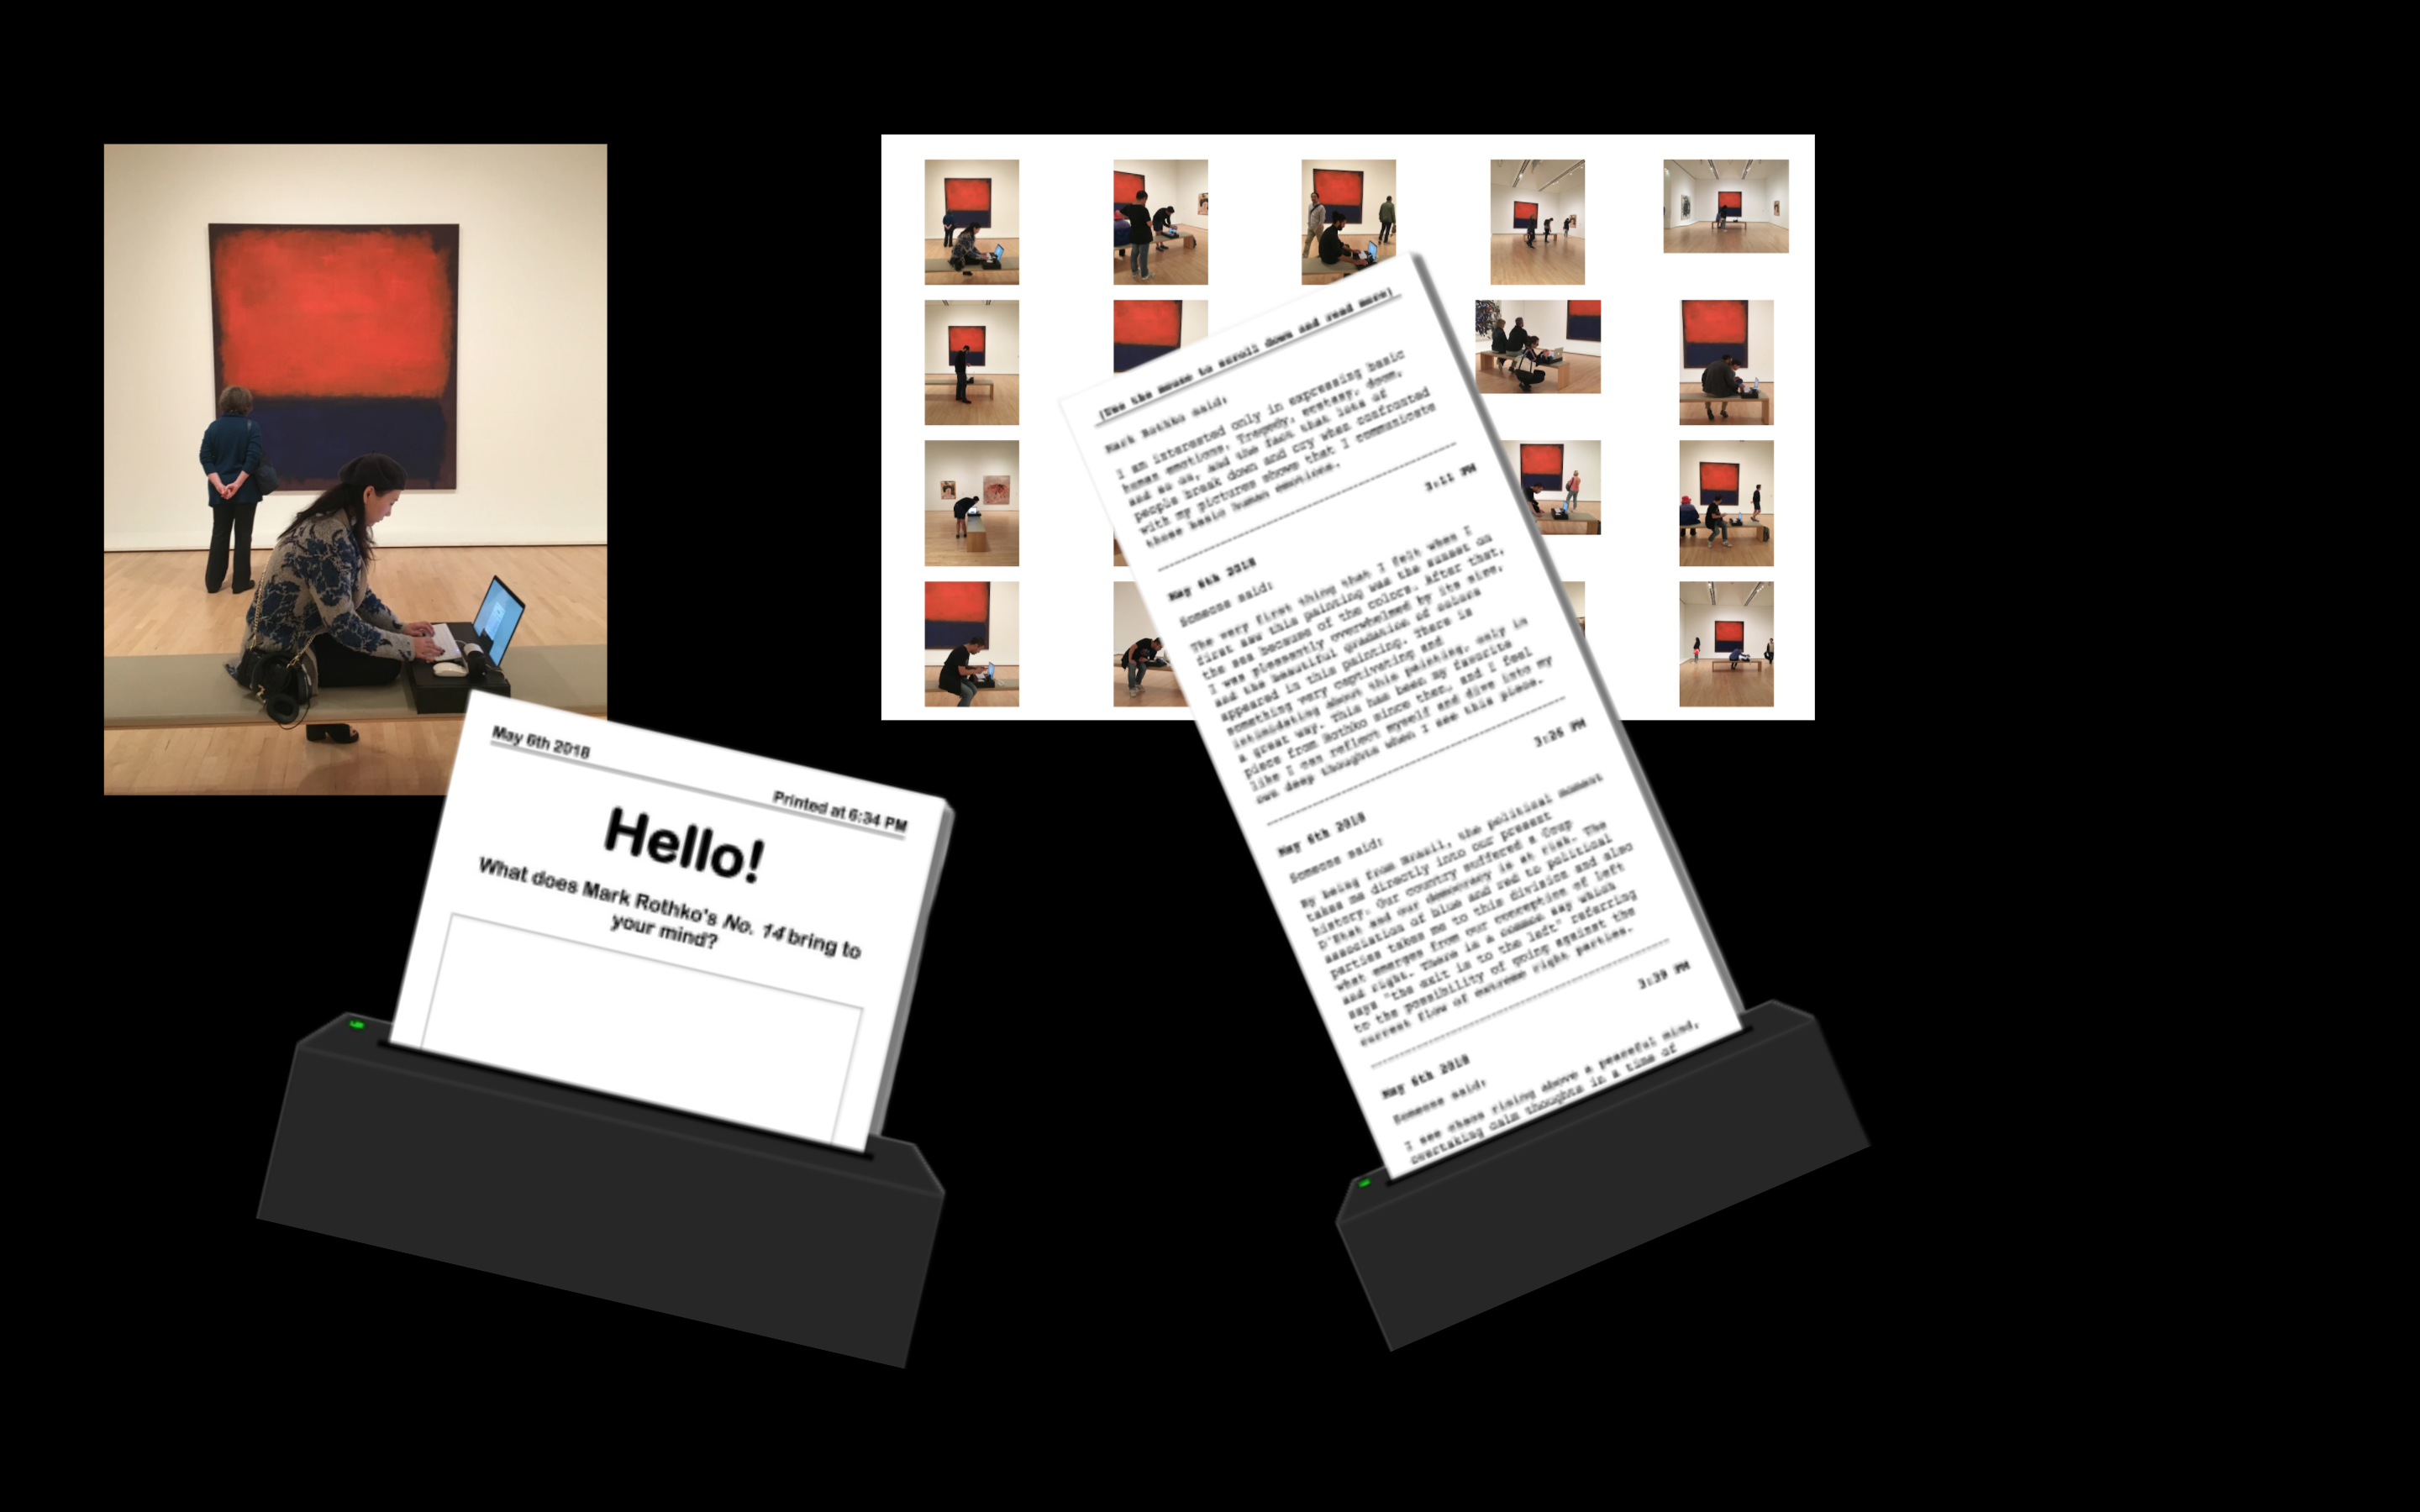 May 6th 2018
Printed at 6:34 PM
Hello!
What does Mark Rothko's No. 14 bring to
your mind?
(Use the mouse to scroll down and read more)
Mark Rothko said:
I am interested only in expressing basic
human emotions. Tragedy, ecstasy, doom,
and so on, and the fact that lots of
people break down and cry when confronted
with my pictures shows that I communicate
those basic human emotions.
3:11 PM
May 6th 2018
Someone said:
The very first thing that I felt when I
first saw this painting was the sunset on
the sea because of the colors. After that,
I was pleasantly overwhelmed by its size,
and the beautiful gradation of colors
appeared in this painting. There is
something very captivating and
intimidating about this painting, only in
a great way. This has been my favorite
piece from Rothko since then, and I feel
like I can reflect myself and dive into my
own deep thoughts when I see this piece.
3:26 PM
May 6th 2018
Someone said:
By being from Brazil, the political moment
takes me directly into our present
history. Our country suffered a Coup
D'Etat and our democracy is at risk. The
association of blue and red to political
parties takes me to this division and also
what emerges from our conception of left
and right. There is a common say which
says "the exit is to the left" referring
to the possibility of going against the
current flow of extreme right parties.
3:39 PM
May 6th 2018
Someone said:
I see chaos rising above a peaceful mind,
overtaking calm thoughts in a time of